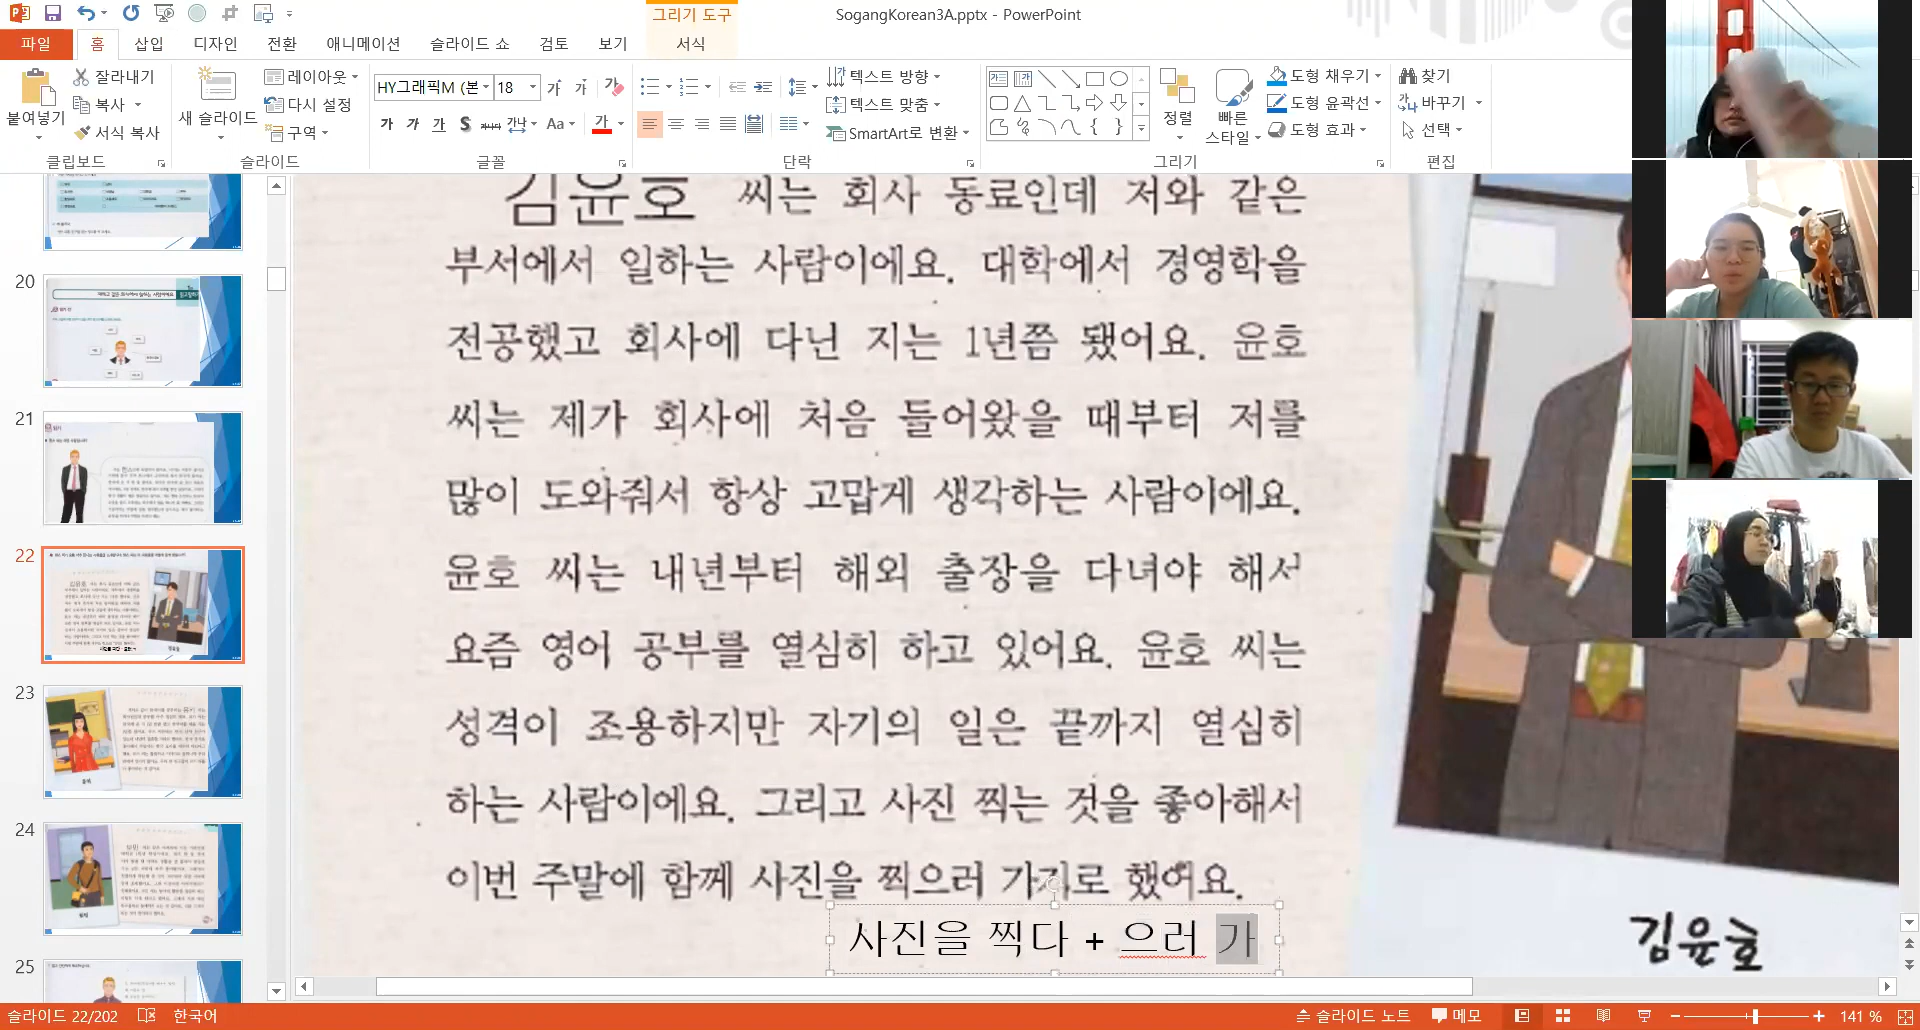 그리기 도구
SogangKorean3A.pptx - PowerPoint
파일 홈 삽입 디자인 전환 애니메이션 슬라이드 쇼 검토 보기 서식
붙여넣기
잘라내기
복사
서식 복사
클립보드
새 슬라이드
레이아웃
다시 설정
구역
슬라이드
HY그래픽M (본 18
가 가 가 S 가나다 간 Aa 가
글꼴
텍스트 방향
텍스트 맞춤
SmartArt로 변환
단락
정렬
빠른
스타일
도형 채우기
도형 윤곽선
도형 효과
그리기
찾기
바꾸기
선택
편집
20
21
22
23
24
25
김윤호 씨는 회사 동료인데 저와 같은
부서에서 일하는 사람이에요. 대학에서 경영학을
전공했고 회사에 다닌 지는 1년쯤 됐어요. 윤호
씨는 제가 회사에 처음 들어왔을 때부터 저를
많이 도와줘서 항상 고맙게 생각하는 사람이에요.
윤호 씨는 내년부터 해외 출장을 다녀야 해서
요즘 영어 공부를 열심히 하고 있어요. 윤호 씨는
성격이 조용하지만 자기의 일은 끝까지 열심히
하는 사람이에요. 그리고 사진 찍는 것을 좋아해서
이번 주말에 함께 사진을 찍으러 가기로 했어요.
사진을 찍다 + 으러 가
김윤호
슬라이드 22/202 한국어 슬라이드 노트 메모 141 %